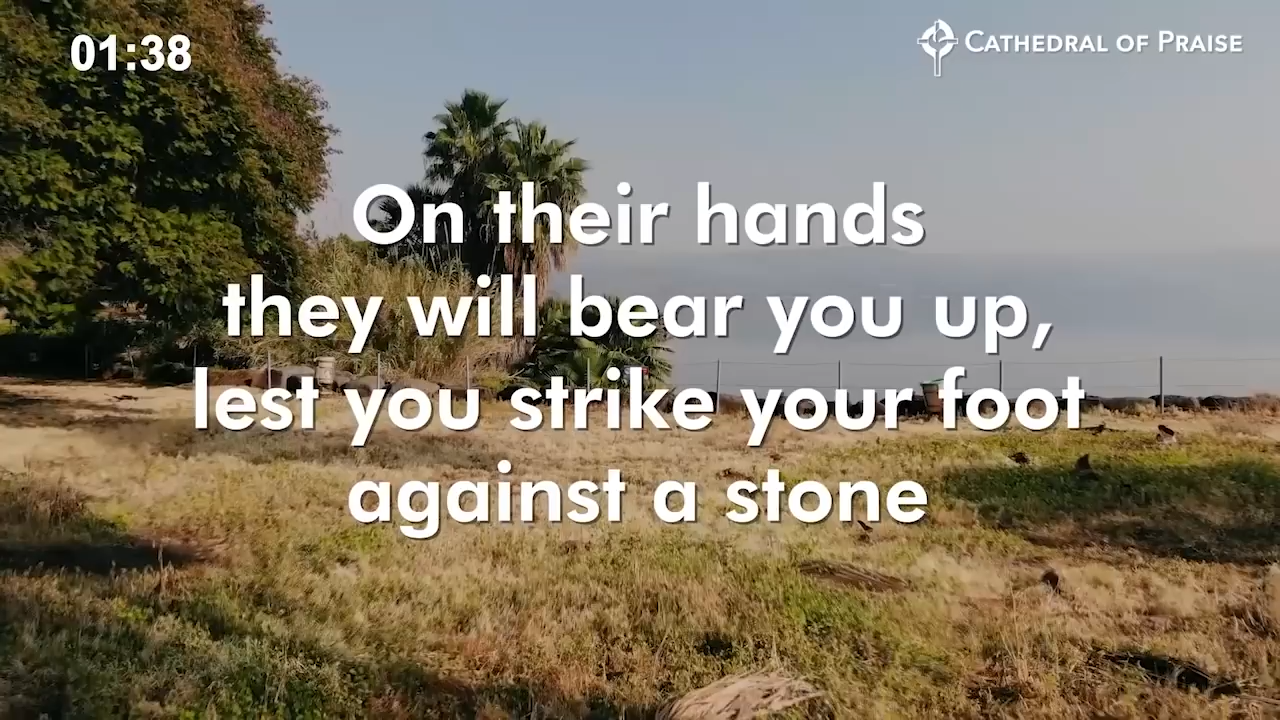 01:38
CATHEDRAL OF PRAISE
On their hands
they will bear you up,
lest you strike your foot
against a stone